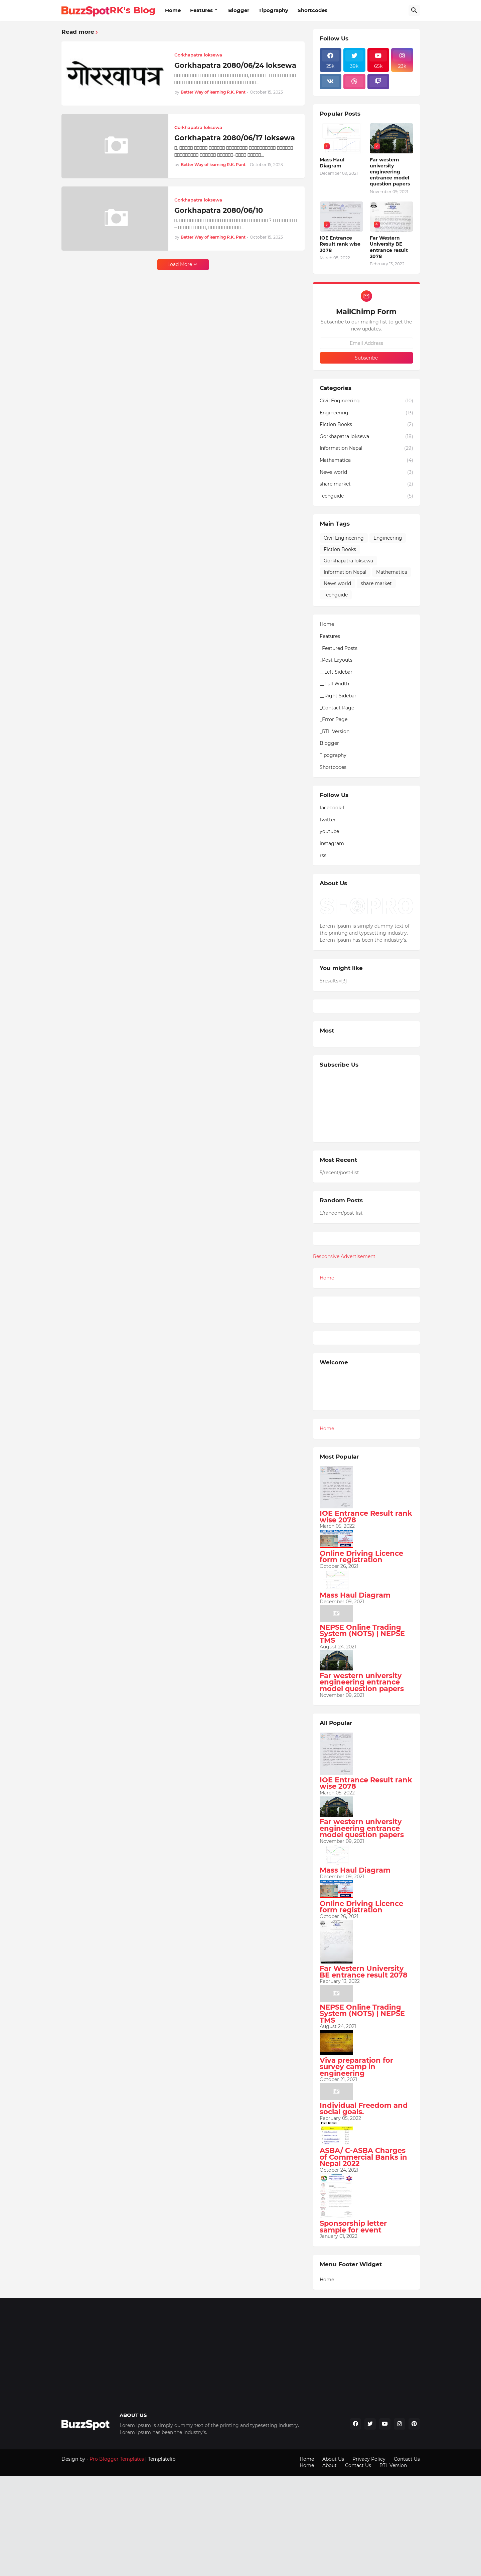 BuzzSpot RK's Blog
Home
Features
Blogger
Tipography
Shortcodes
Read more
गोरखापत्र
Gorkhapatra loksewa
Gorkhapatra 2080/06/24 loksewa
by Better Way of learning R.K. Pant - October 15, 2023
Gorkhapatra loksewa
Gorkhapatra 2080/06/17 loksewa
by Better Way of learning R.K. Pant - October 15, 2023
Gorkhapatra loksewa
Gorkhapatra 2080/06/10
by Better Way of learning R.K. Pant - October 15, 2023
Load More
Follow Us
Popular Posts
Mass Haul Diagram
December 09, 2021
Far western university engineering entrance model question papers
November 09, 2021
IOE Entrance Result rank wise 2078
March 05, 2022
Far Western University BE entrance result 2078
February 13, 2022
MailChimp Form
Subscribe to our mailing list to get the new updates.
Email Address
Subscribe
Categories
Civil Engineering (10)
Engineering (13)
Fiction Books (2)
Gorkhapatra loksewa (18)
Information Nepal (29)
Mathematica (4)
News world (3)
share market (2)
Techguide (5)
Main Tags
Civil Engineering
Engineering
Fiction Books
Gorkhapatra loksewa
Information Nepal
Mathematica
News world
share market
Techguide
Home
Features
_Featured Posts
_Post Layouts
__Left Sidebar
__Full Width
__Right Sidebar
_Contact Page
_Error Page
_RTL Version
Blogger
Tipography
Shortcodes
Follow Us
facebook-f
twitter
youtube
instagram
rss
About Us
Lorem Ipsum is simply dummy text of the printing and typesetting industry. Lorem Ipsum has been the industry's.
You might like
$results={3}
Most
Subscribe Us
Most Recent
5/recent/post-list
Random Posts
5/random/post-list
Responsive Advertisement
Home
Welcome
Home
Most Popular
IOE Entrance Result rank wise 2078
March 05, 2022
Online Driving Licence form registration
October 26, 2021
Mass Haul Diagram
December 09, 2021
NEPSE Online Trading System (NOTS) | NEPSE TMS
August 24, 2021
Far western university engineering entrance model question papers
November 09, 2021
All Popular
IOE Entrance Result rank wise 2078
March 05, 2022
Far western university engineering entrance model question papers
November 09, 2021
Mass Haul Diagram
December 09, 2021
Online Driving Licence form registration
October 26, 2021
Far Western University BE entrance result 2078
February 13, 2022
NEPSE Online Trading System (NOTS) | NEPSE TMS
August 24, 2021
Viva preparation for survey camp in engineering
October 21, 2021
Individual Freedom and social goals.
February 05, 2022
ASBA/ C-ASBA Charges of Commercial Banks in Nepal 2022
October 24, 2021
Sponsorship letter sample for event
January 01, 2022
Menu Footer Widget
Home
BuzzSpot
ABOUT US
Lorem Ipsum is simply dummy text of the printing and typesetting industry. Lorem Ipsum has been the industry's.
Design by - Pro Blogger Templates | Templatelib
Home About Us Privacy Policy Contact Us
Home About Contact Us RTL Version